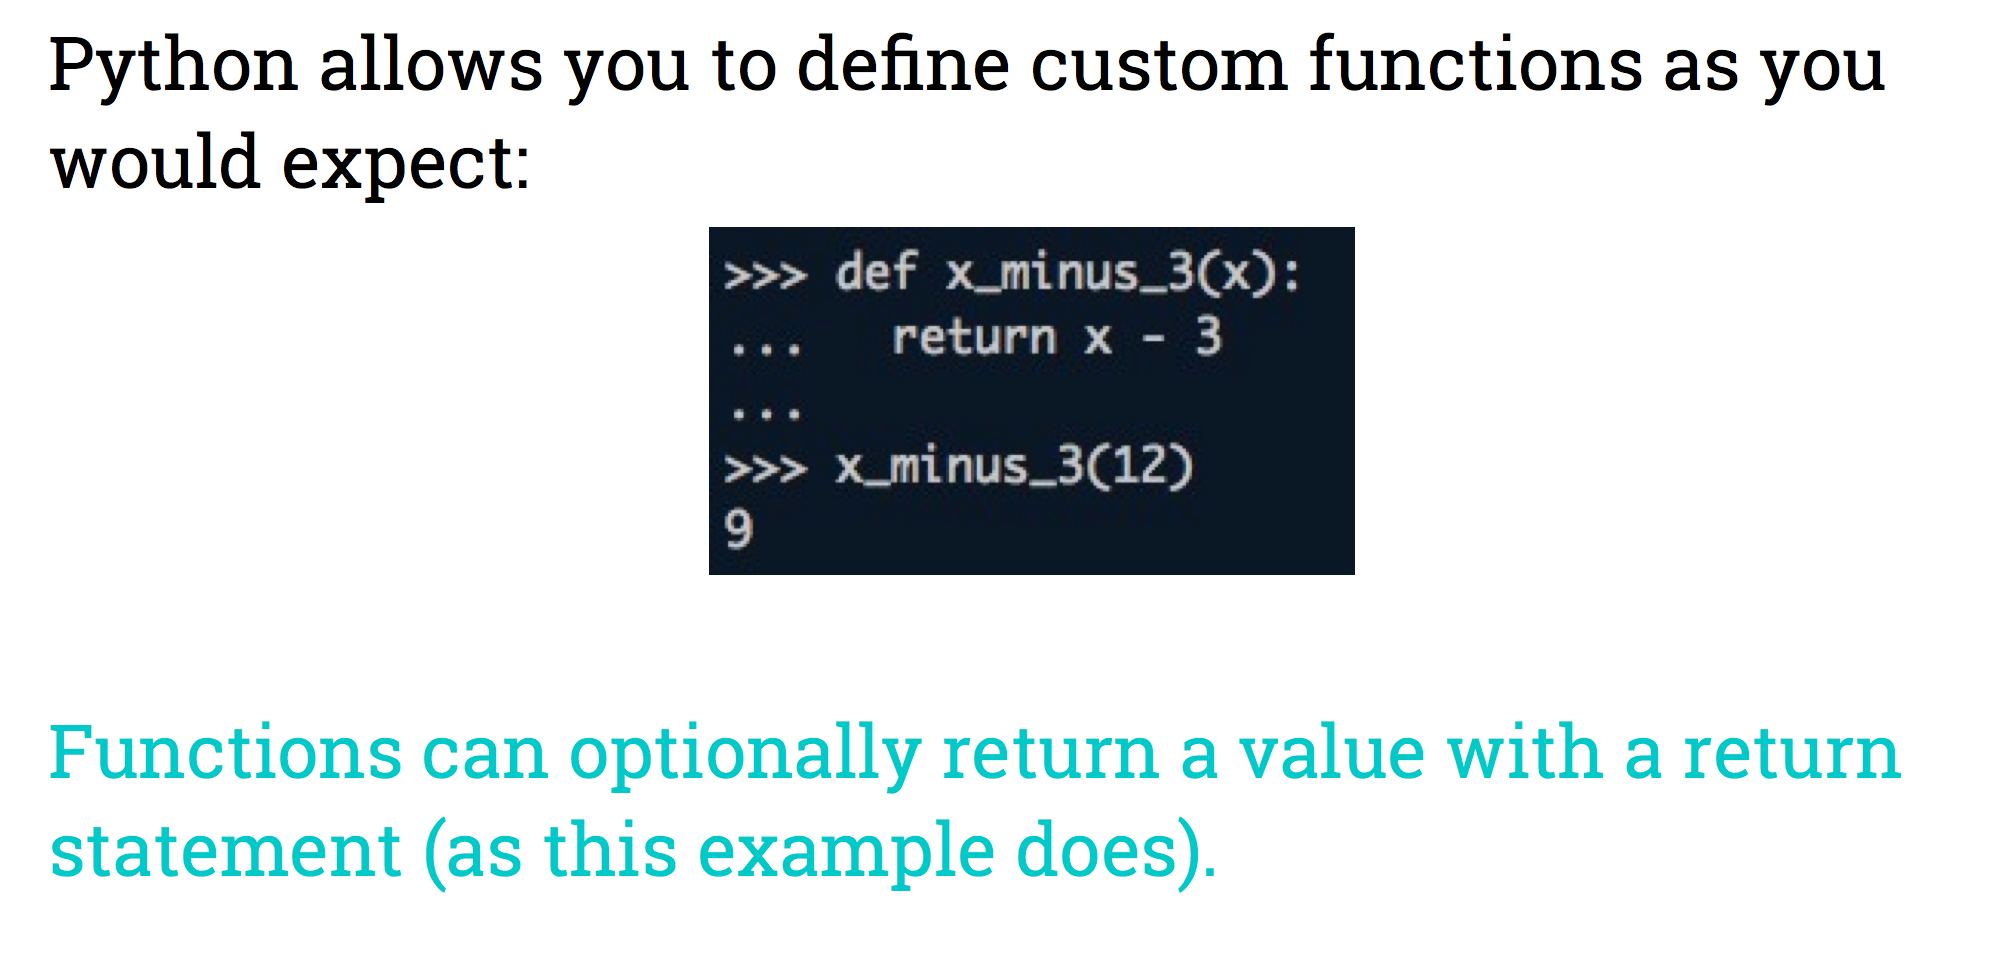 Python allows you to define custom functions as you
would expect:
>>> def x_minus_3(x):
...   return x - 3
...
>>> x_minus_3(12)
9
Functions can optionally return a value with a return
statement (as this example does).